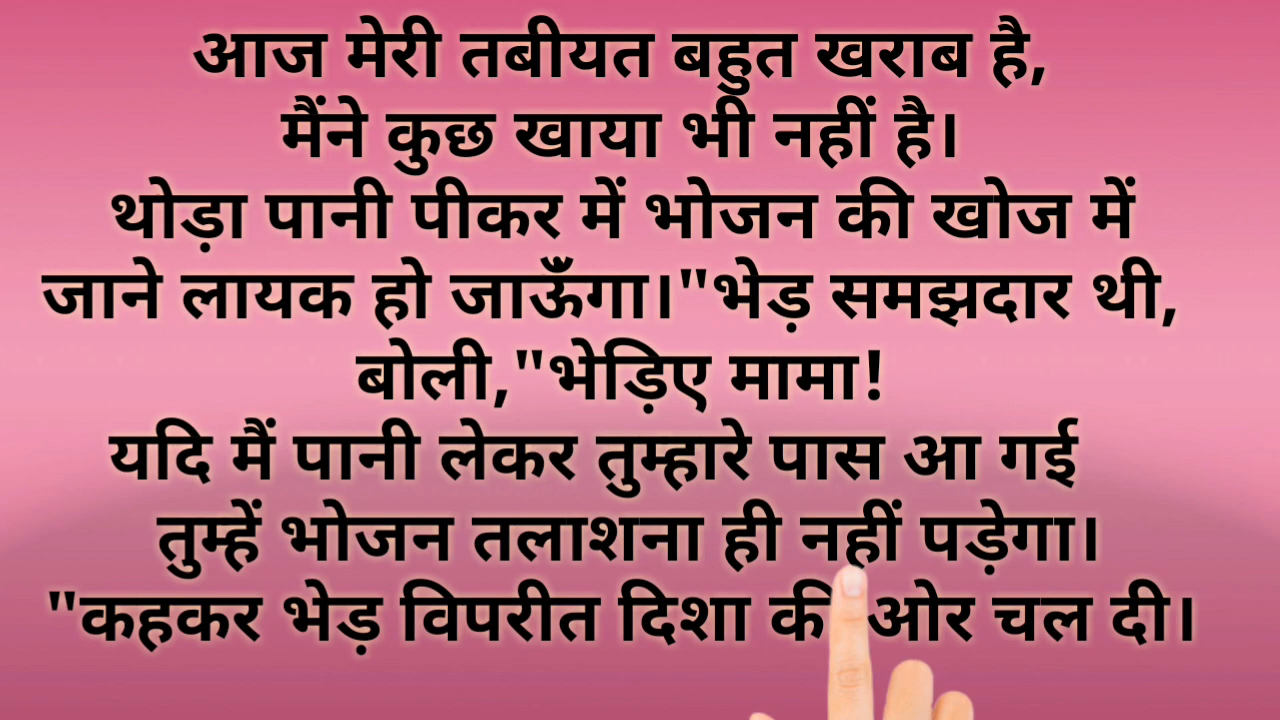 आज मेरी तबीयत बहुत खराब है,
मैंने कुछ खाया भी नहीं है।
थोड़ा पानी पीकर में भोजन की खोज में
जाने लायक हो जाऊँगा।"भेड़ समझदार थी,
बोली,"भेड़िए मामा!
यदि मैं पानी लेकर तुम्हारे पास आ गई
तुम्हें भोजन तलाशना ही नहीं पड़ेगा।
"कहकर भेड़ विपरीत दिशा की ओर चल दी।